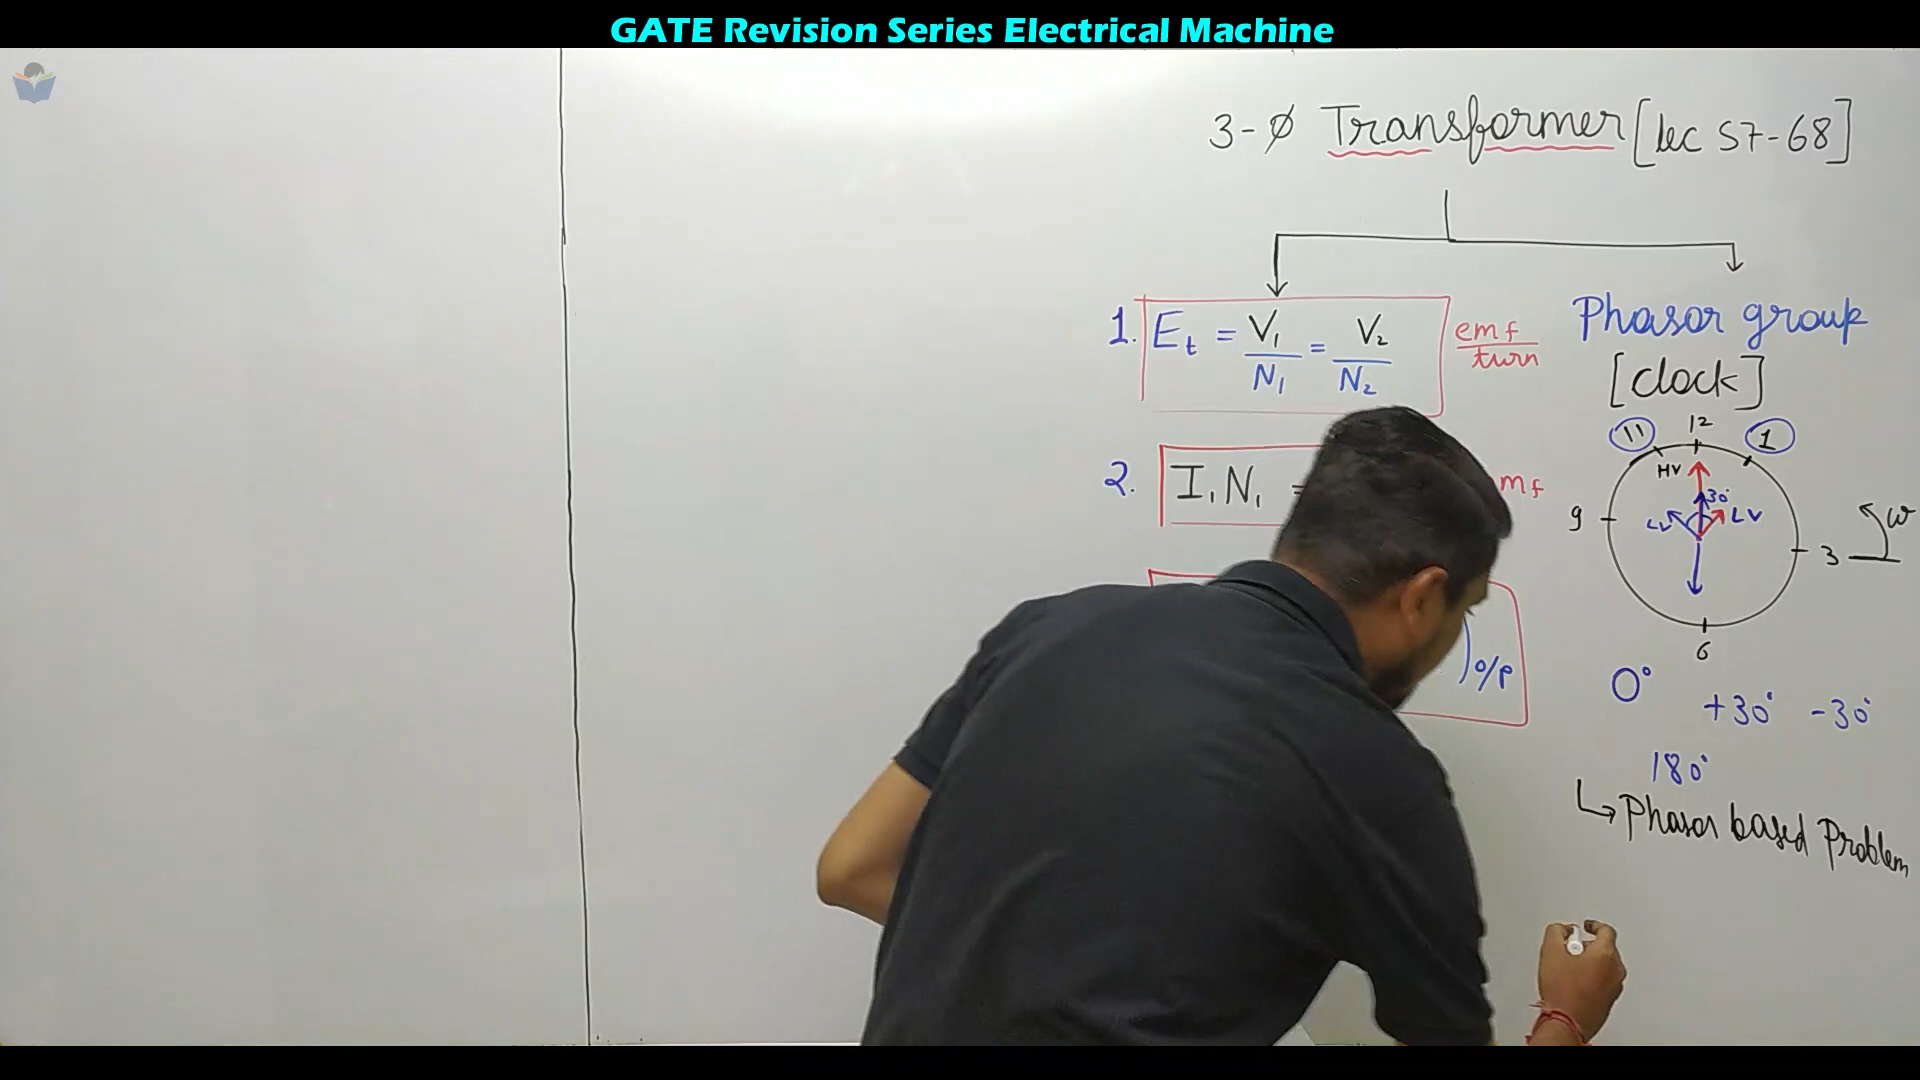 GATE Revision Series Electrical Machine
3-Ø Transformer [lec 57-68]
1. Et = V1/N1 = V2/N2 emf/turn
2. I1N1 = mf
)o/p
Phasor group
[clock]
11 12 1
HV
30°
LV LV
9 3 ω
6
0° +30° -30°
180°
↳ Phasor based Problem